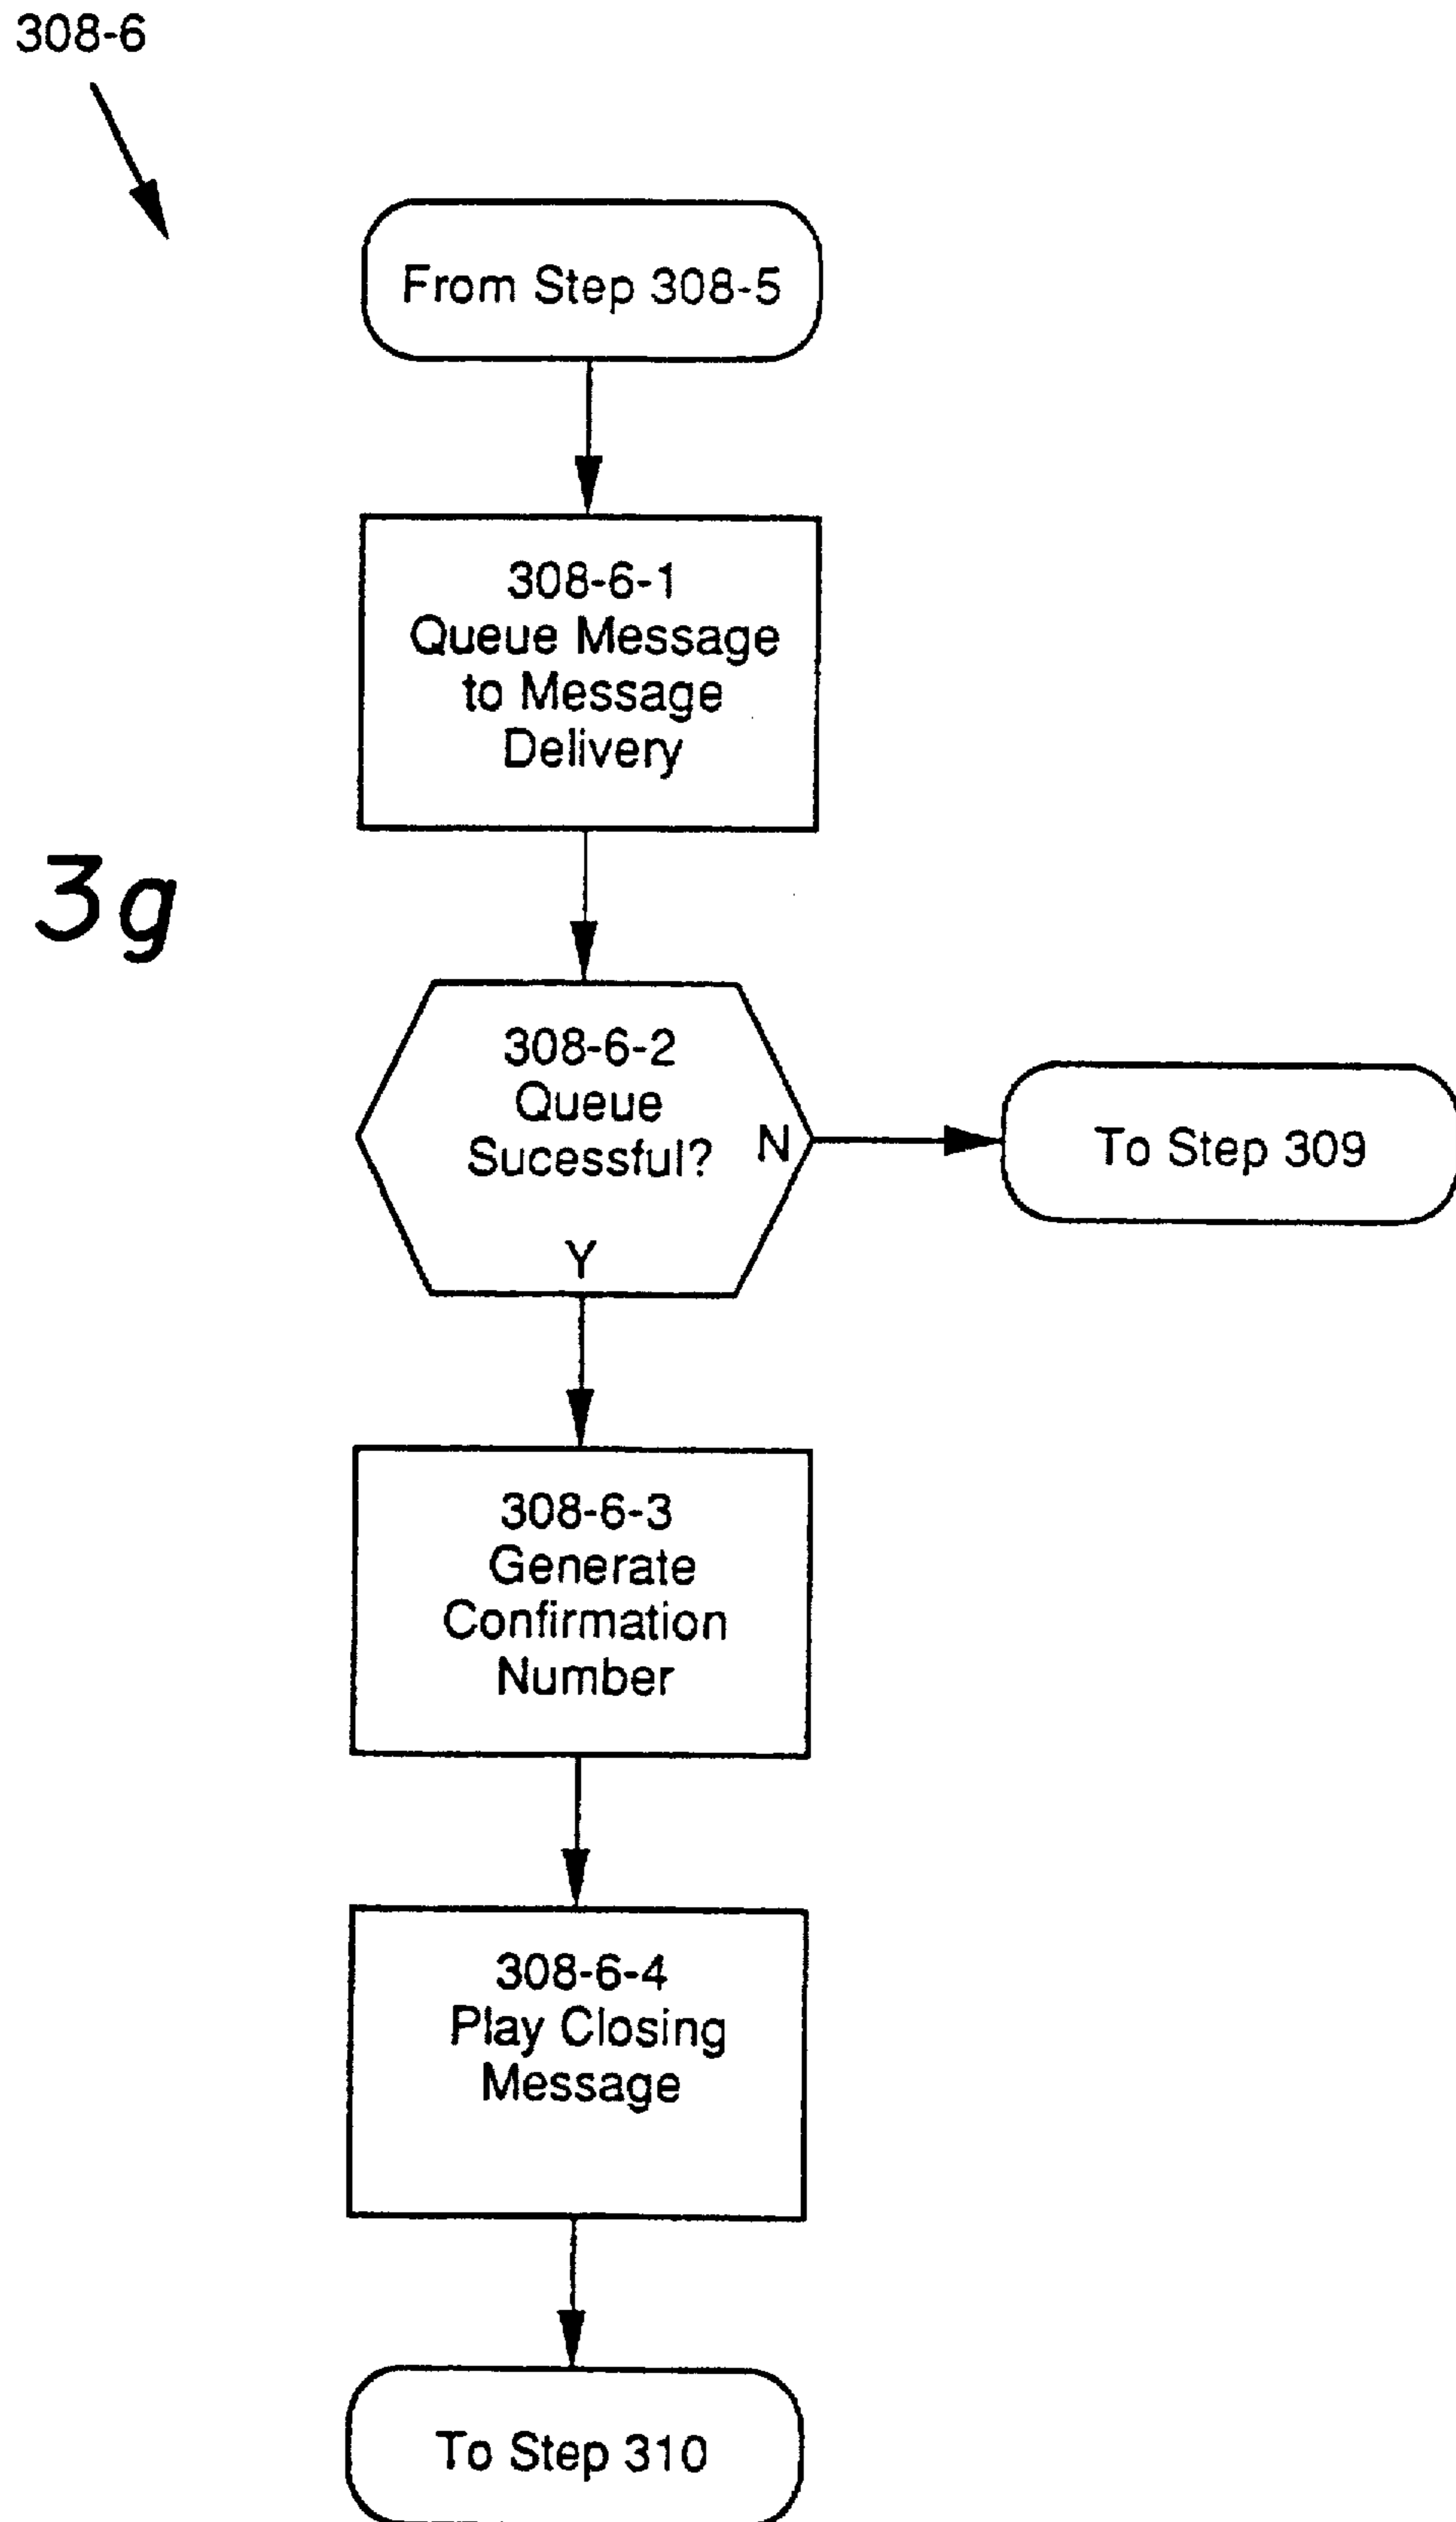 308-6
From Step 308-5
308-6-1
Queue Message
to Message
Delivery
3g
308-6-2
Queue
Sucessful?
N
To Step 309
Y
308-6-3
Generate
Confirmation
Number
308-6-4
Play Closing
Message
To Step 310